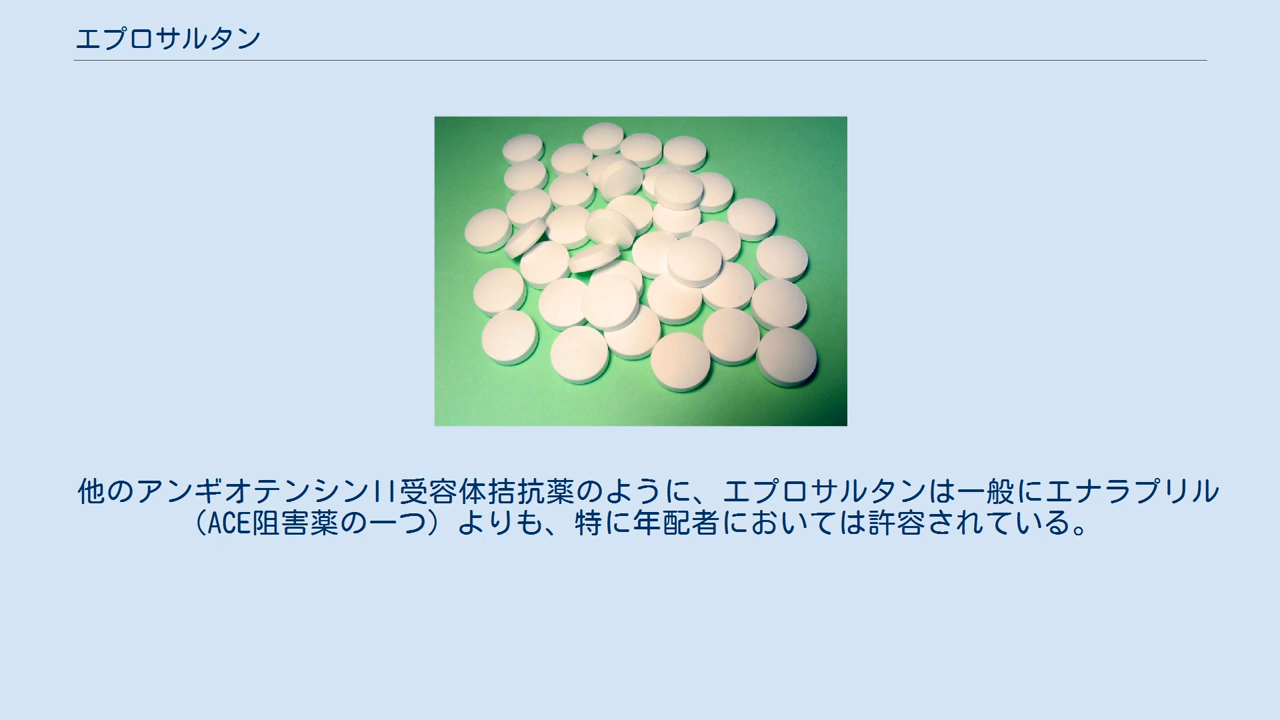 エプロサルタン
他のアンギオテンシンII受容体拮抗薬のように、エプロサルタンは一般にエナラプリル
（ACE阻害薬の一つ）よりも、特に年配者においては許容されている。